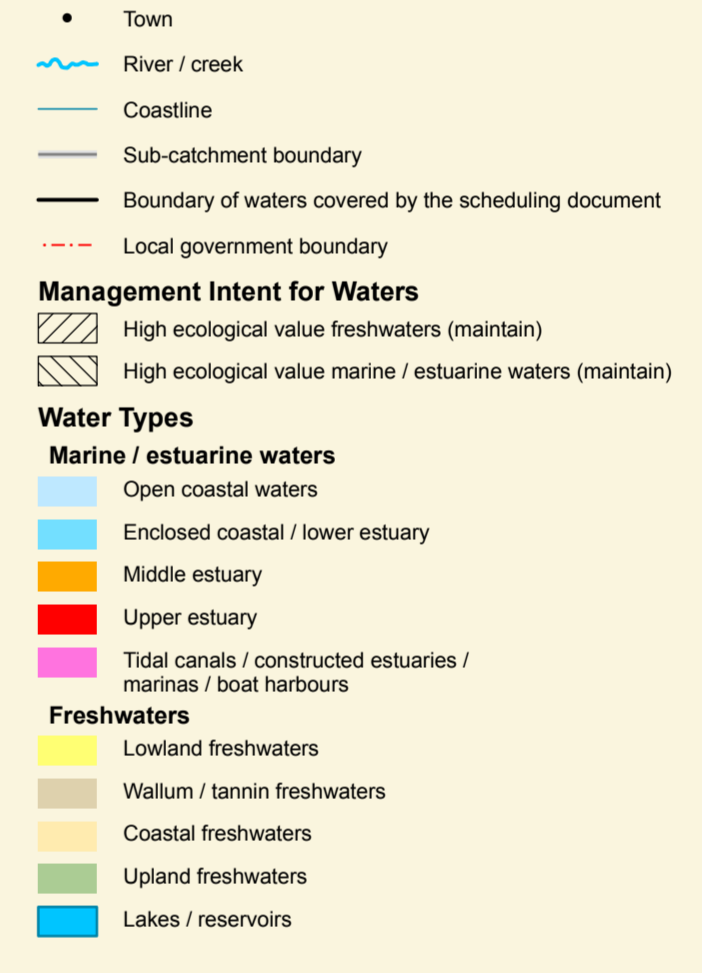 Town
River / creek
Coastline
Sub-catchment boundary
Boundary of waters covered by the scheduling document
Local government boundary
Management Intent for Waters
High ecological value freshwaters (maintain)
High ecological value marine / estuarine waters (maintain)
Water Types
Marine / estuarine waters
Open coastal waters
Enclosed coastal / lower estuary
Middle estuary
Upper estuary
Tidal canals / constructed estuaries /
marinas / boat harbours
Freshwaters
Lowland freshwaters
Wallum / tannin freshwaters
Coastal freshwaters
Upland freshwaters
Lakes / reservoirs